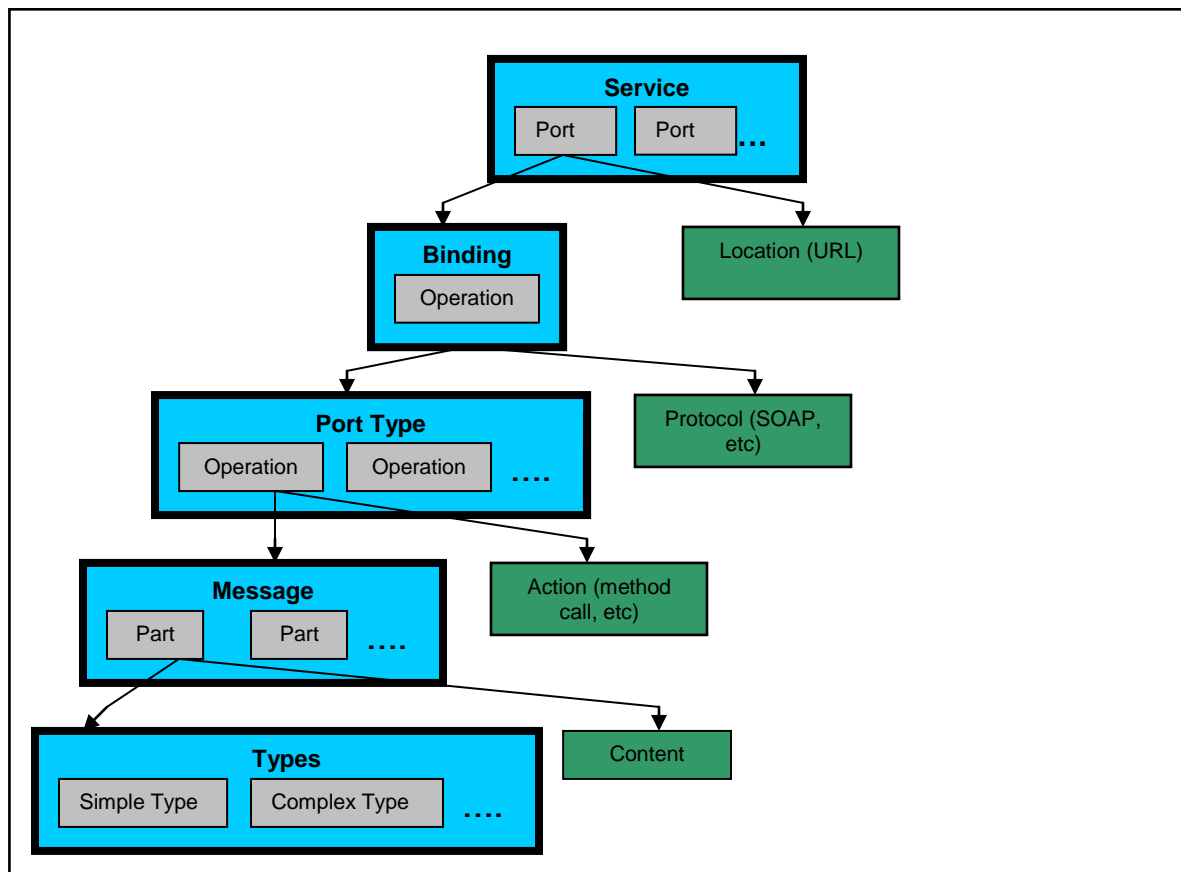 Service
Port
Port
...
Binding
Operation
Location (URL)
Port Type
Operation
Operation
....
Protocol (SOAP,
etc)
Message
Part
Part
....
Action (method
call, etc)
Types
Simple Type
Complex Type
....
Content